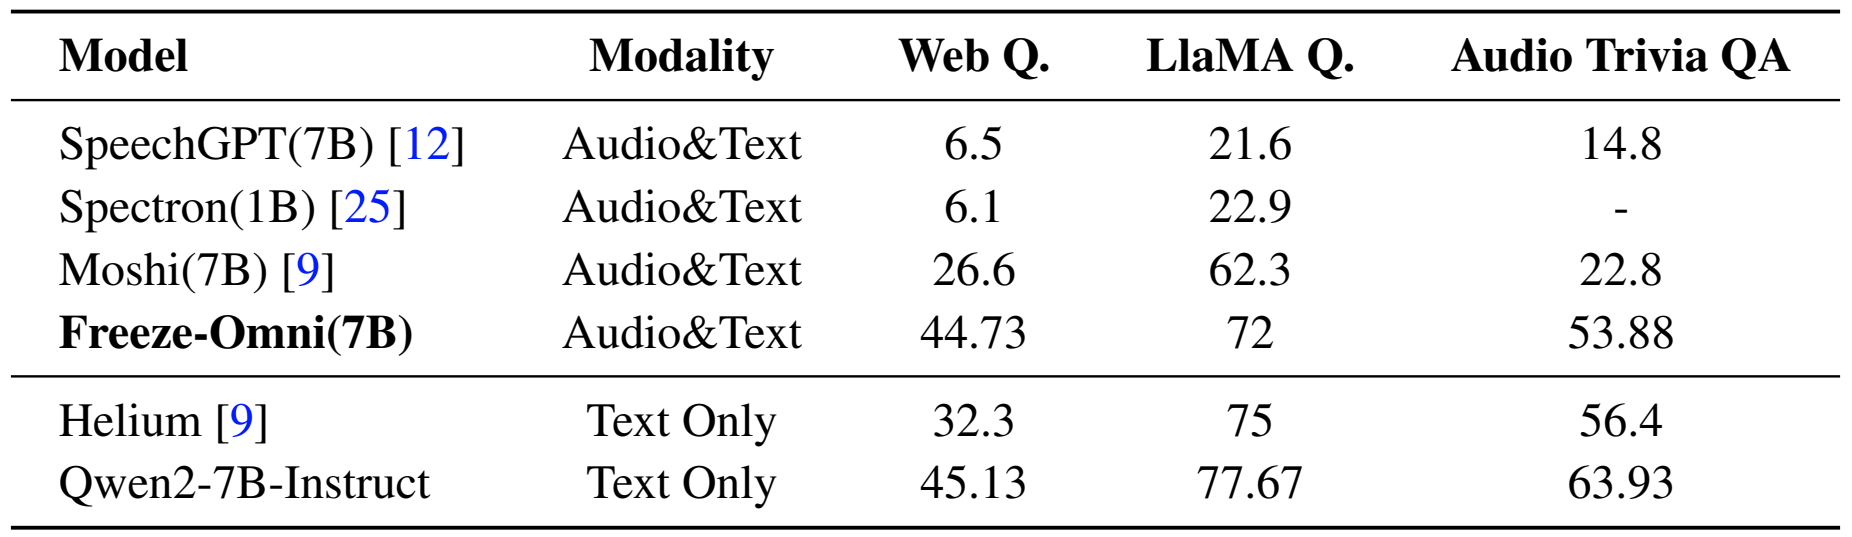 Model Modality Web Q. LlaMA Q. Audio Trivia QA
SpeechGPT(7B) [12] Audio&Text 6.5 21.6 14.8
Spectron(1B) [25] Audio&Text 6.1 22.9 -
Moshi(7B) [9] Audio&Text 26.6 62.3 22.8
Freeze-Omni(7B) Audio&Text 44.73 72 53.88
Helium [9] Text Only 32.3 75 56.4
Qwen2-7B-Instruct Text Only 45.13 77.67 63.93